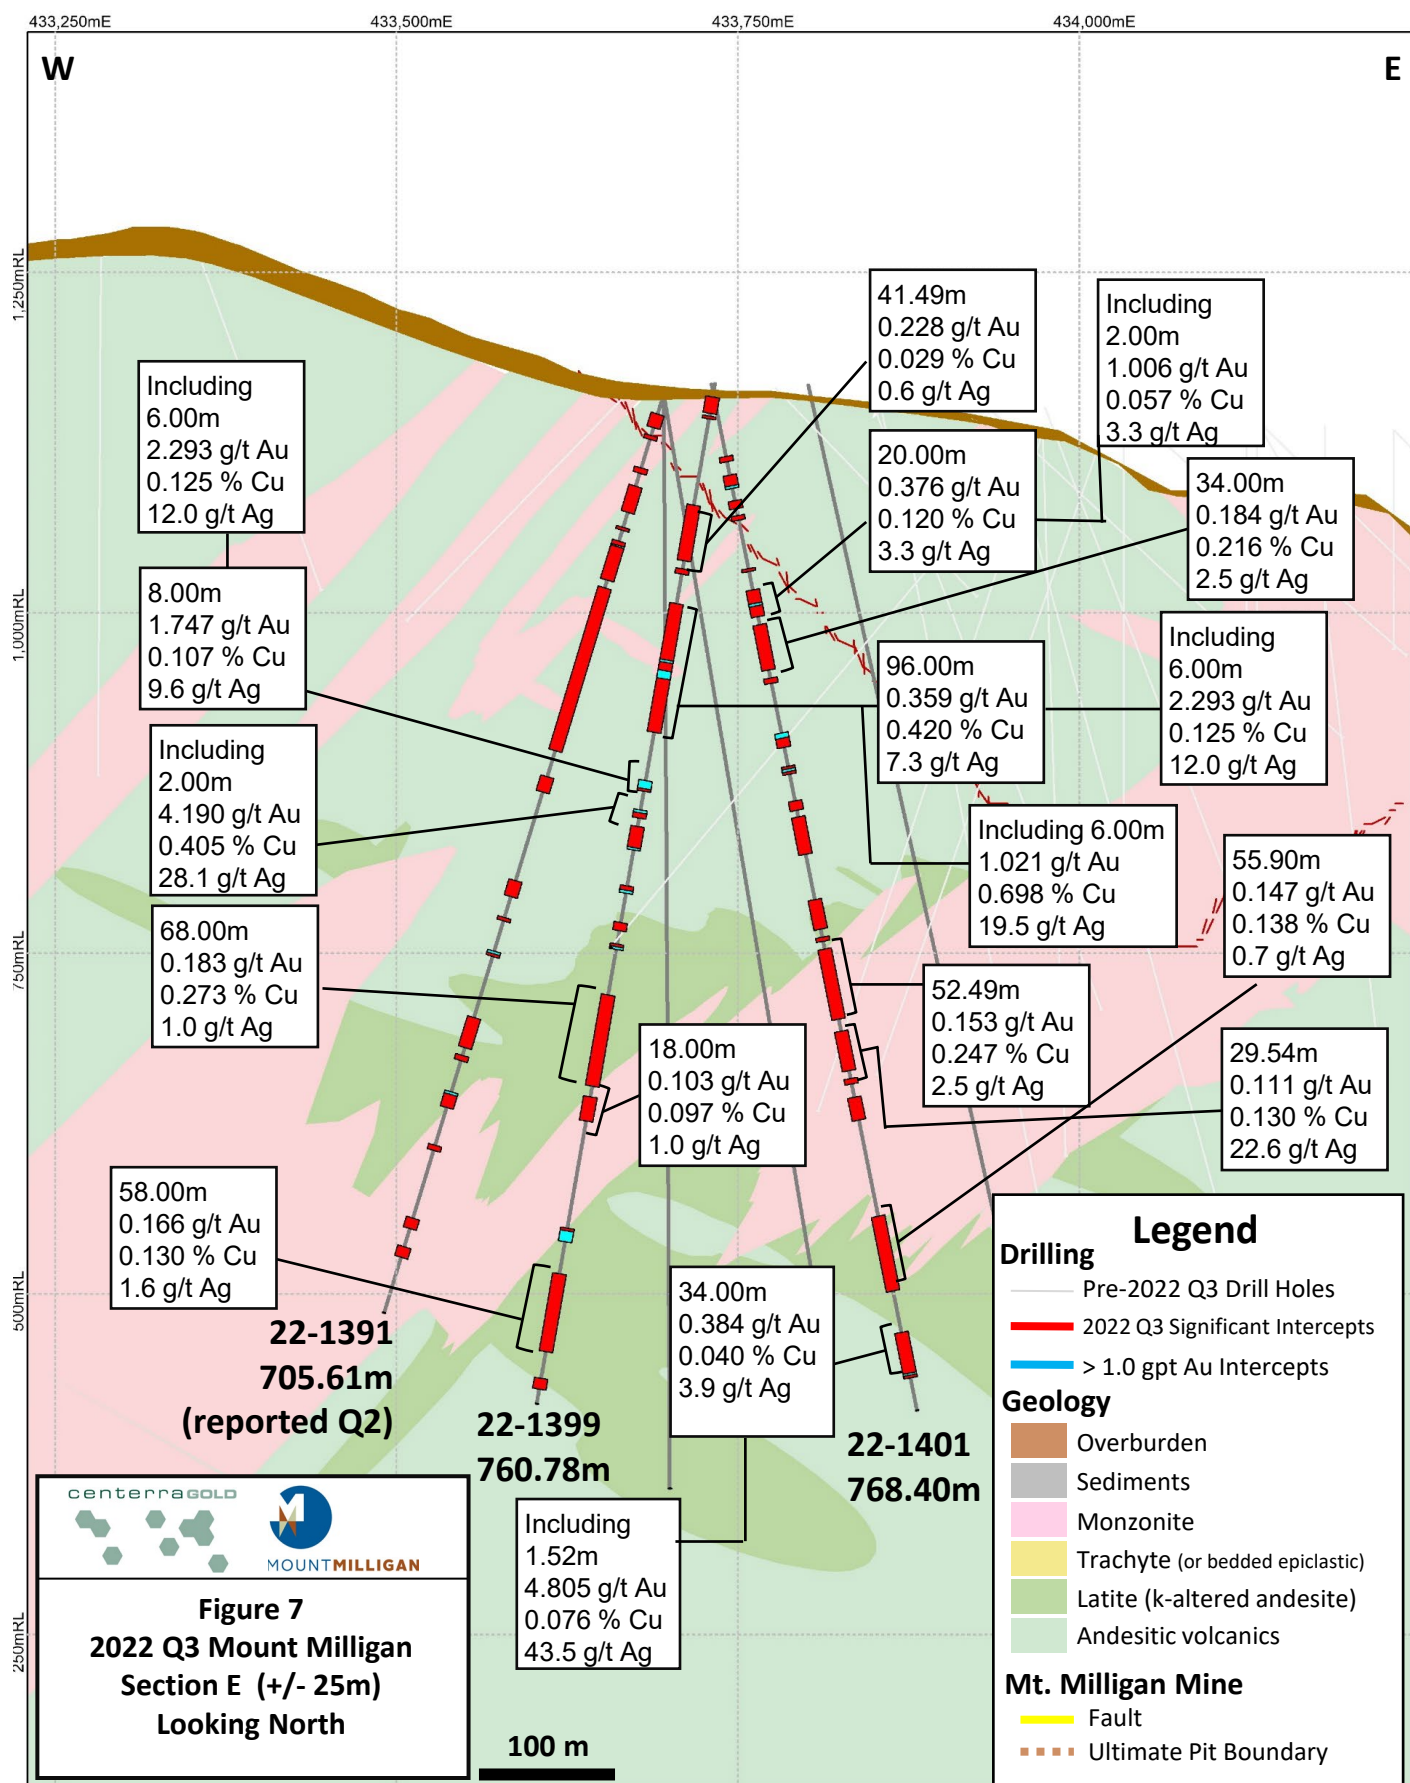 433,250mE
433,500mE
433,750mE
434,000mE
W
E
1,250mRL
1,000mRL
750mRL
500mRL
250mRL
41.49m
0.228 g/t Au
0.029 % Cu
0.6 g/t Ag
Including
2.00m
1.006 g/t Au
0.057 % Cu
3.3 g/t Ag
Including
6.00m
2.293 g/t Au
0.125 % Cu
12.0 g/t Ag
20.00m
0.376 g/t Au
0.120 % Cu
3.3 g/t Ag
34.00m
0.184 g/t Au
0.216 % Cu
2.5 g/t Ag
8.00m
1.747 g/t Au
0.107 % Cu
9.6 g/t Ag
96.00m
0.359 g/t Au
0.420 % Cu
7.3 g/t Ag
Including
6.00m
2.293 g/t Au
0.125 % Cu
12.0 g/t Ag
Including
2.00m
4.190 g/t Au
0.405 % Cu
28.1 g/t Ag
Including 6.00m
1.021 g/t Au
0.698 % Cu
19.5 g/t Ag
55.90m
0.147 g/t Au
0.138 % Cu
0.7 g/t Ag
68.00m
0.183 g/t Au
0.273 % Cu
1.0 g/t Ag
52.49m
0.153 g/t Au
0.247 % Cu
2.5 g/t Ag
18.00m
0.103 g/t Au
0.097 % Cu
1.0 g/t Ag
29.54m
0.111 g/t Au
0.130 % Cu
22.6 g/t Ag
58.00m
0.166 g/t Au
0.130 % Cu
1.6 g/t Ag
34.00m
0.384 g/t Au
0.040 % Cu
3.9 g/t Ag
22-1391
705.61m
(reported Q2)
22-1399
760.78m
22-1401
768.40m
Including
1.52m
4.805 g/t Au
0.076 % Cu
43.5 g/t Ag
Legend
Drilling
Pre-2022 Q3 Drill Holes
2022 Q3 Significant Intercepts
> 1.0 gpt Au Intercepts
Geology
Overburden
Sediments
Monzonite
Trachyte (or bedded epiclastic)
Latite (k-altered andesite)
Andesitic volcanics
Mt. Milligan Mine
Fault
Ultimate Pit Boundary
centerraGOLD
MOUNTMILLIGAN
Figure 7
2022 Q3 Mount Milligan
Section E (+/- 25m)
Looking North
100 m